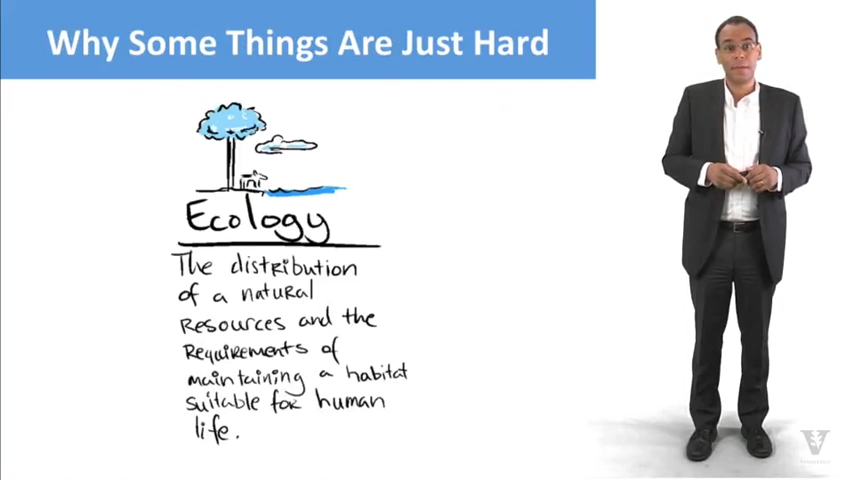 Why Some Things Are Just Hard
Ecology
The distribution
of a natural
Resources and the
Requirements of
maintaining a habitat
suitable for human
life.